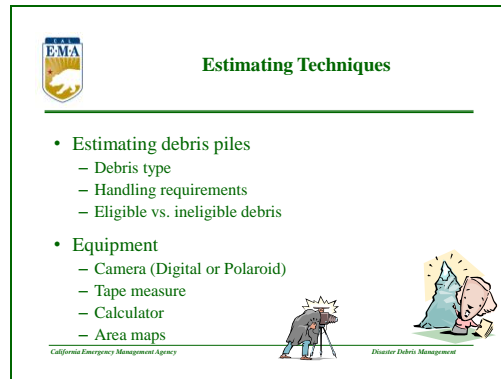 CAL
E·M·A
Estimating Techniques
• Estimating debris piles
– Debris type
– Handling requirements
– Eligible vs. ineligible debris
• Equipment
– Camera (Digital or Polaroid)
– Tape measure
– Calculator
– Area maps
California Emergency Management Agency
Disaster Debris Management